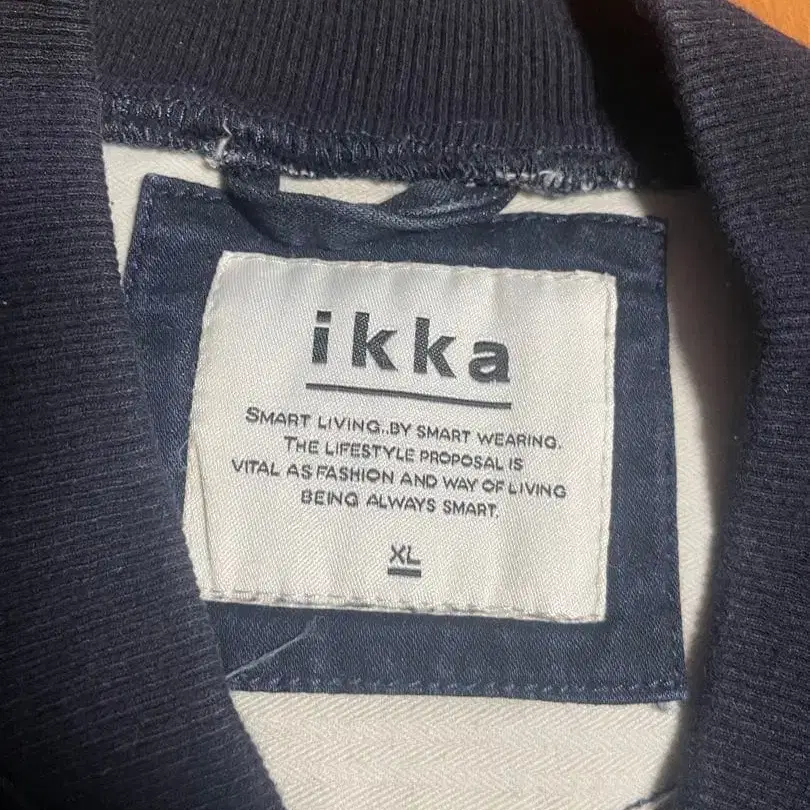 ikka
SMART LIVING..BY SMART WEARING.
THE LIFESTYLE PROPOSAL IS
VITAL AS FASHION AND WAY OF LIVING
BEING ALWAYS SMART.
XL